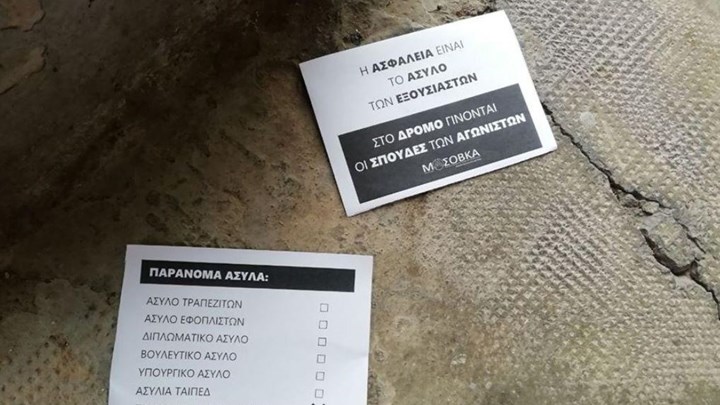 Η ΑΣΦΑΛΕΙΑ ΕΙΝΑΙ
ΤΟ ΑΣΥΛΟ
ΤΩΝ ΕΞΟΥΣΙΑΣΤΩΝ
ΣΤΟ ΔΡΟΜΟ ΓΙΝΟΝΤΑΙ
ΟΙ ΣΠΟΥΔΕΣ ΤΩΝ ΑΓΩΝΙΣΤΩΝ
ΜΑΣΟΒΚΑ
ΠΑΡΑΝΟΜΑ ΑΣΥΛΑ:
ΑΣΥΛΟ ΤΡΑΠΕΖΙΤΩΝ
ΑΣΥΛΟ ΕΦΟΠΛΙΣΤΩΝ
ΔΙΠΛΩΜΑΤΙΚΟ ΑΣΥΛΟ
ΒΟΥΛΕΥΤΙΚΟ ΑΣΥΛΟ
ΥΠΟΥΡΓΙΚΟ ΑΣΥΛΟ
ΑΣΥΛΙΑ ΤΑΙΠΕΔ